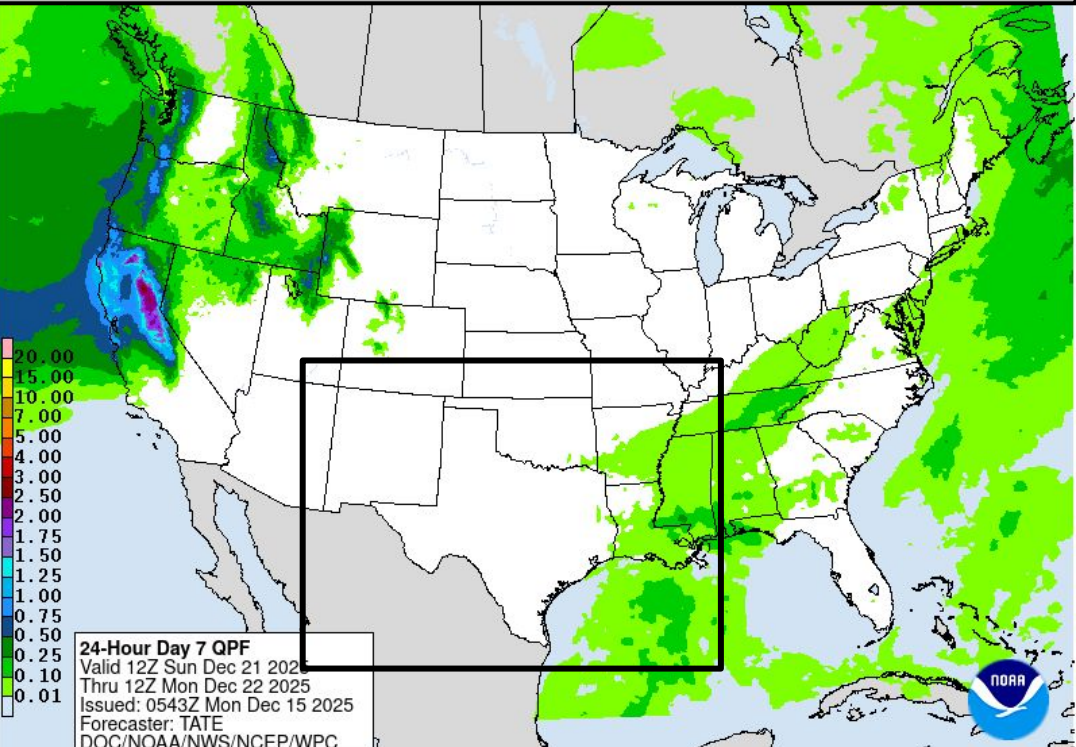 20.00
15.00
10.00
7.00
5.00
4.00
3.00
2.50
2.00
1.75
1.50
1.25
1.00
0.75
0.50
0.25
0.10
0.01
24-Hour Day 7 QPF
Valid 12Z Sun Dec 21 2025
Thru 12Z Mon Dec 22 2025
Issued: 0543Z Mon Dec 15 2025
Forecaster: TATE
DOC/NOAA/NWS/NCEP/WPC
NOAA